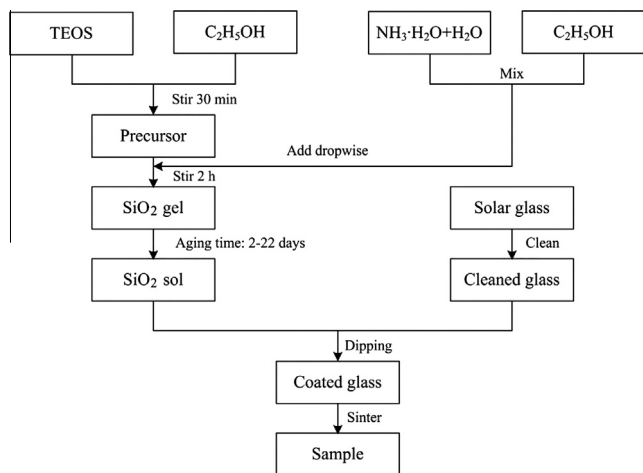 TEOS
C₂H₅OH
NH₃·H₂O+H₂O
C₂H₅OH
Stir 30 min
Mix
Precursor
Add dropwise
Stir 2 h
SiO₂ gel
Solar glass
Aging time: 2-22 days
Clean
SiO₂ sol
Cleaned glass
Dipping
Coated glass
Sinter
Sample